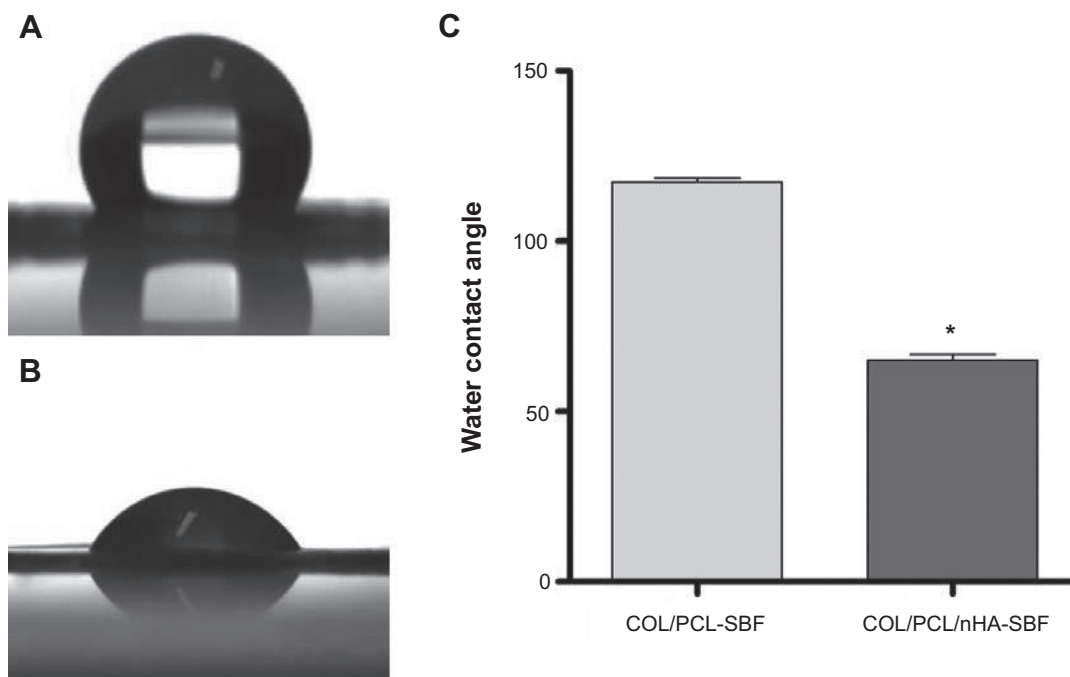 A
B
C
Water contact angle
150
100
50
0
*
COL/PCL-SBF
COL/PCL/nHA-SBF